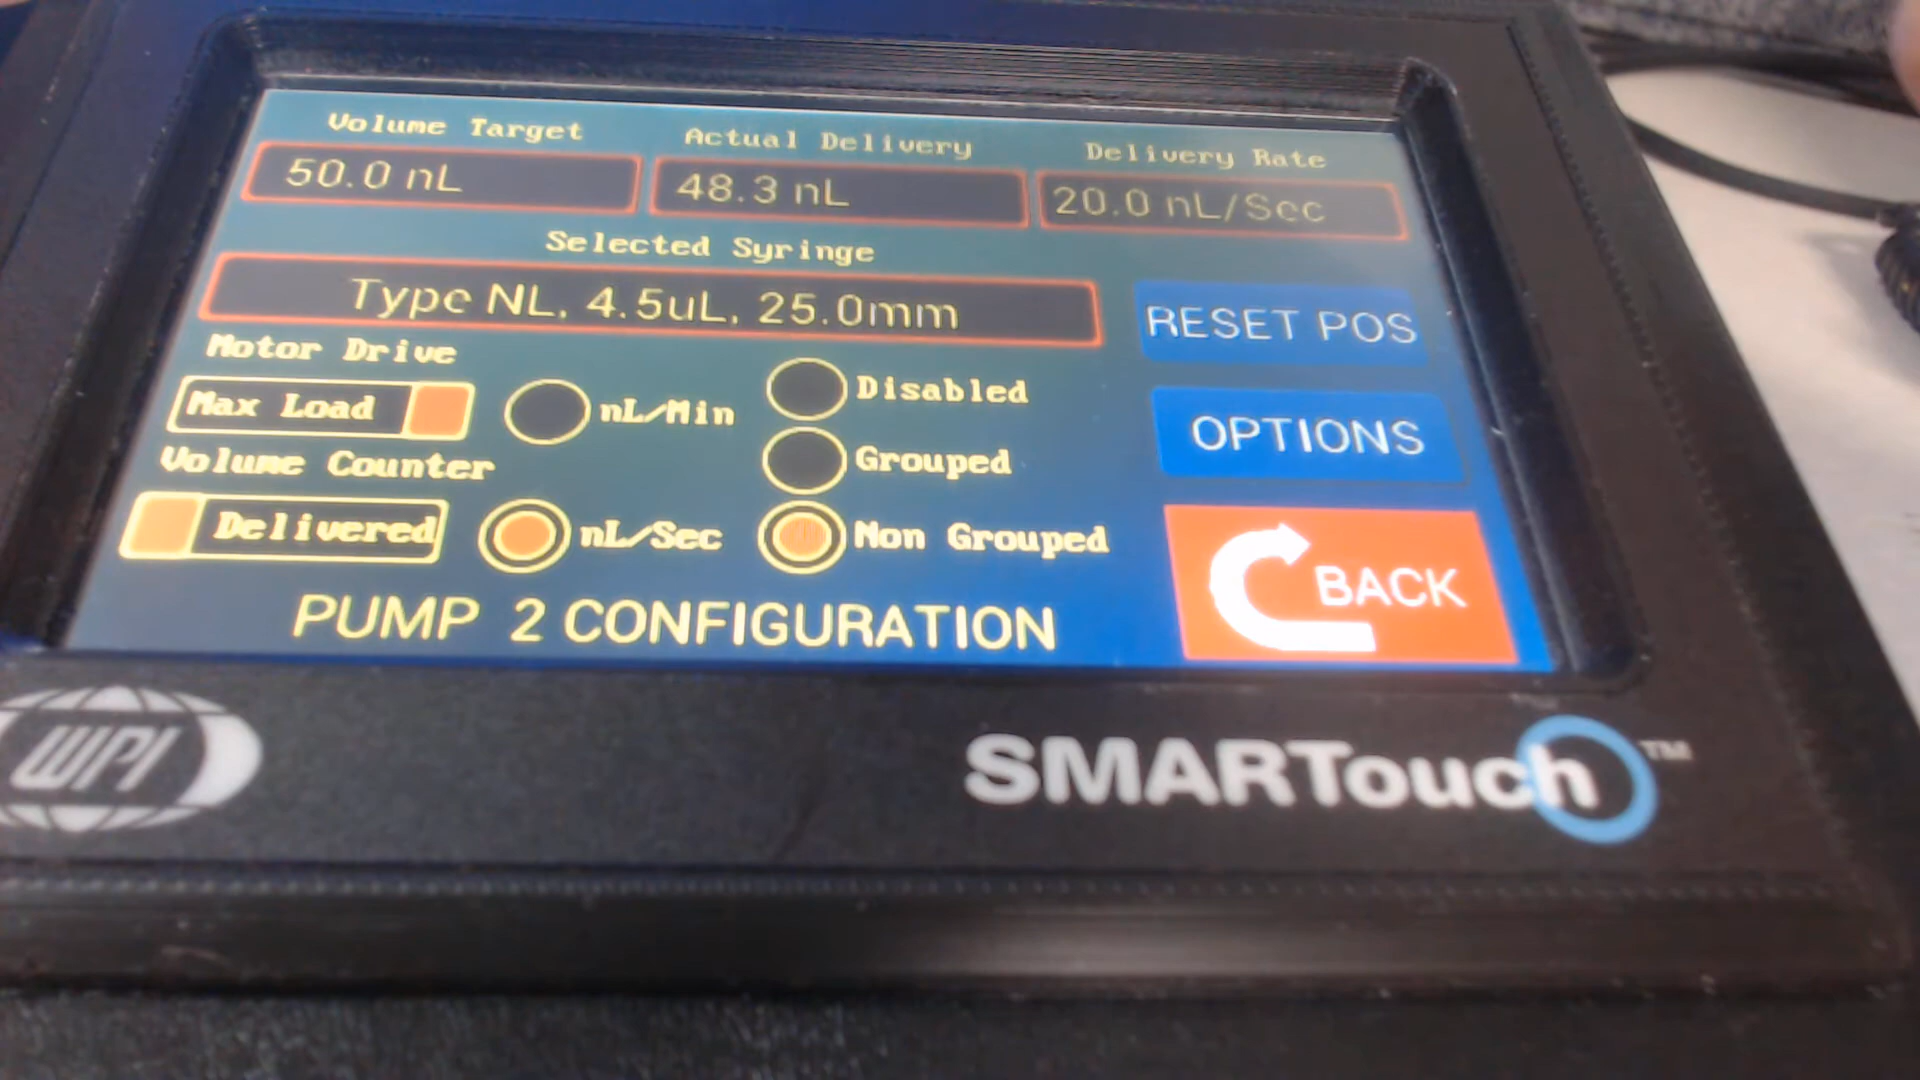 Volume Target Actual Delivery Delivery Rate
50.0 nL 48.3 nL 20.0 nL/Sec
Selected Syringe
Type NL, 4.5uL, 25.0mm
RESET POS
Motor Drive
Max Load nL/Min Disabled
OPTIONS
Volume Counter Grouped
Delivered nL/Sec Non Grouped
BACK
PUMP 2 CONFIGURATION
WPI
SMARTouch™